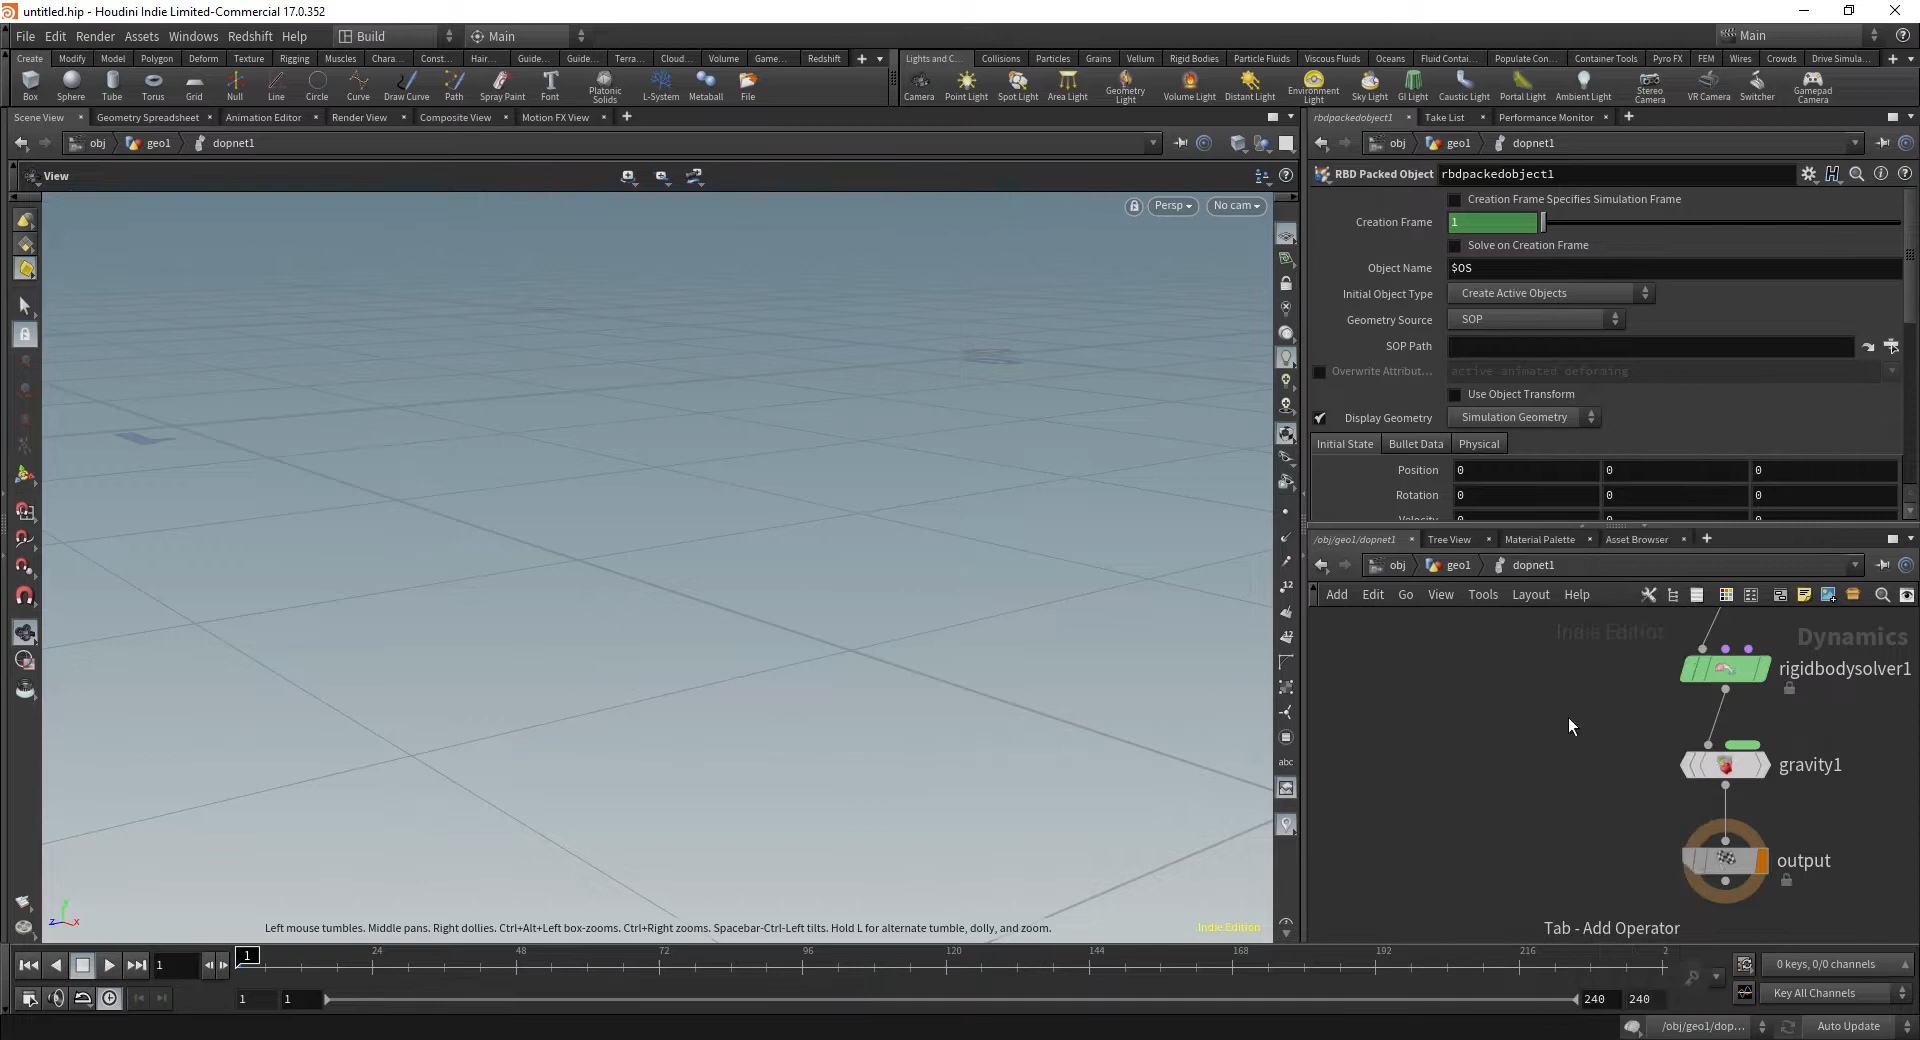 untitled.hip - Houdini Indie Limited-Commercial 17.0.352
File Edit Render Assets Windows Redshift Help Build Main Main
Create Modify Model Polygon Deform Texture Rigging Muscles Chara... Const... Hair... Guide... Guide... Terra... Cloud... Volume Game... Redshift
Lights and C... Collisions Particles Grains Vellum Rigid Bodies Particle Fluids Viscous Fluids Oceans Fluid Contai... Populate Con... Container Tools Pyro FX FEM Wires Crowds Drive Simula...
Box Sphere Tube Torus Grid Null Line Circle Curve Draw Curve Path Spray Paint Font Platonic Solids L-System Metaball File
Camera Point Light Spot Light Area Light Geometry Light Volume Light Distant Light Environment Light Sky Light GI Light Caustic Light Portal Light Ambient Light Stereo Camera VR Camera Switcher Gamepad Camera
Scene View Geometry Spreadsheet Animation Editor Render View Composite View Motion FX View
obj geo1 dopnet1
View
Persp No cam
rbdpackedobject1 Take List Performance Monitor
obj geo1 dopnet1
RBD Packed Object rbdpackedobject1
Creation Frame Specifies Simulation Frame
Creation Frame 1
Solve on Creation Frame
Object Name $OS
Initial Object Type Create Active Objects
Geometry Source SOP
SOP Path
Overwrite Attribut... active animated deforming
Use Object Transform
Display Geometry Simulation Geometry
Initial State Bullet Data Physical
Position 0 0 0
Rotation 0 0 0
/obj/geo1/dopnet1 Tree View Material Palette Asset Browser
obj geo1 dopnet1
Add Edit Go View Tools Layout Help
Indie Edition Dynamics
rigidbodysolver1
gravity1
output
Tab - Add Operator
12
12
abc
Left mouse tumbles. Middle pans. Right dollies. Ctrl+Alt+Left box-zooms. Ctrl+Right zooms. Spacebar-Ctrl-Left tilts. Hold L for alternate tumble, dolly, and zoom.
Indie Edition
z y x
1 1 24 48 72 96 120 144 168 192 216 2
0 keys, 0/0 channels
1 1 240 240
Key All Channels
/obj/geo1/dop... Auto Update